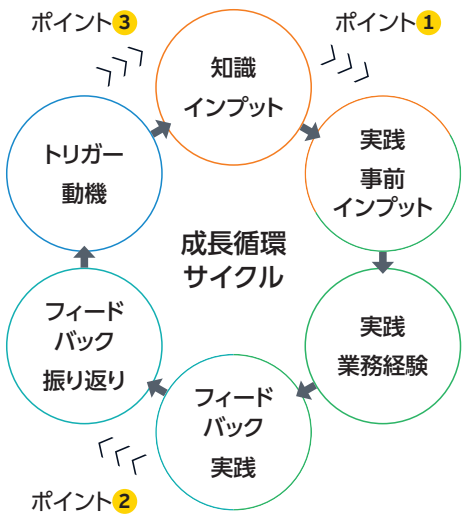 ポイント3
ポイント1
知識
インプット
実践
事前
インプット
トリガー
動機
成長循環
サイクル
実践
業務経験
フィード
バック
振り返り
フィード
バック
実践
ポイント2